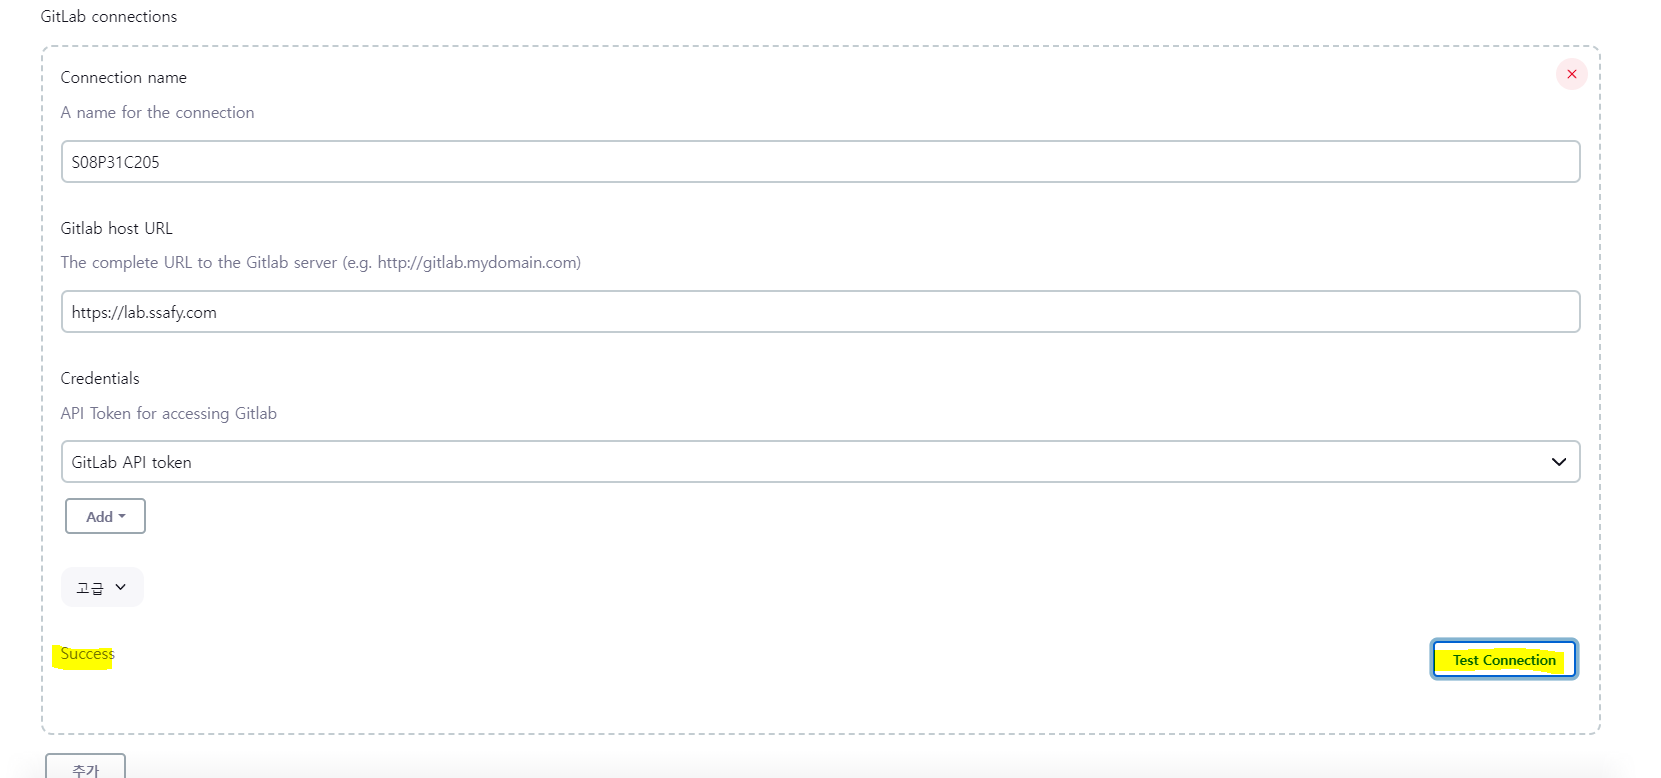 GitLab connections
Connection name
A name for the connection
S08P31C205
Gitlab host URL
The complete URL to the Gitlab server (e.g. http://gitlab.mydomain.com)
https://lab.ssafy.com
Credentials
API Token for accessing Gitlab
GitLab API token
Add
고급
Success
Test Connection
추가